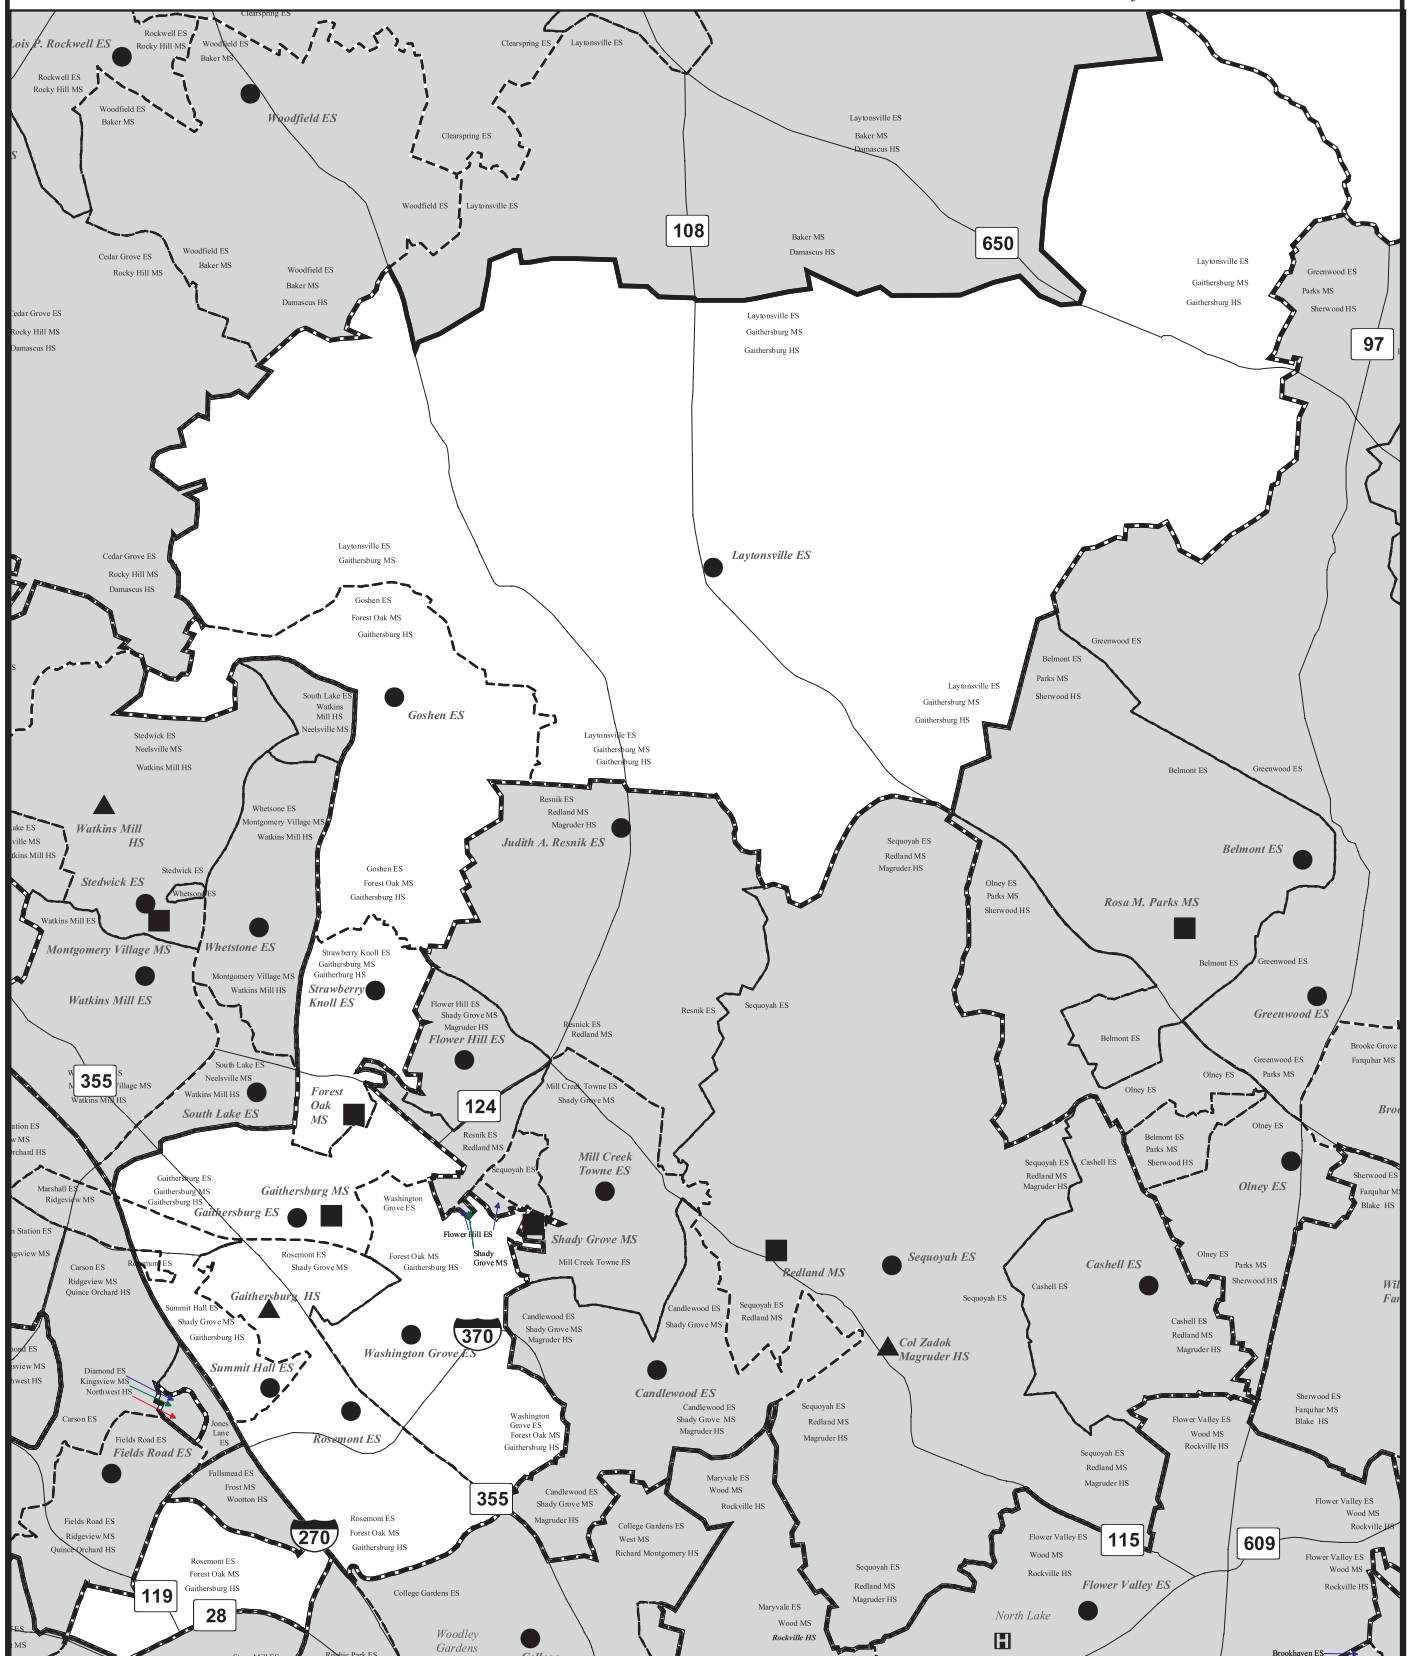 Clearspring ES
Lois P. Rockwell ES
Rockwell ES
Rocky Hill MS
Woodfield ES
Baker MS
Clearspring ES
Laytonsville ES
Rockwell ES
Rocky Hill MS
Woodfield ES
Baker MS
Woodfield ES
Laytonsville ES
Baker MS
Damascus HS
Clearspring ES
Woodfield ES
Laytonsville ES
108
650
Baker MS
Damascus HS
Cedar Grove ES
Rocky Hill MS
Woodfield ES
Baker MS
Woodfield ES
Baker MS
Damascus HS
Laytonsville ES
Gaithersburg MS
Gaithersburg HS
Greenwood ES
Parks MS
Sherwood HS
Cedar Grove ES
Rocky Hill MS
Damascus HS
Laytonsville ES
Gaithersburg MS
Gaithersburg HS
97
Cedar Grove ES
Rocky Hill MS
Damascus HS
Laytonsville ES
Gaithersburg MS
Laytonsville ES
Goshen ES
Forest Oak MS
Gaithersburg HS
Greenwood ES
Belmont ES
Parks MS
Sherwood HS
Laytonsville ES
Gaithersburg MS
Gaithersburg HS
South Lake ES
Watkins
Mill HS
Neelsville MS
Goshen ES
Stedwick ES
Neelsville MS
Watkins Mill HS
Laytonsville ES
Gaithersburg MS
Gaithersburg HS
Belmont ES
Greenwood ES
Watkins Mill
HS
Whetsone ES
Montgomery Village MS
Watkins Mill HS
Resnik ES
Redland MS
Magruder HS
Judith A. Resnik ES
Sequoyah ES
Redland MS
Magruder HS
Belmont ES
Stedwick ES
Stedwick ES
Whetsone ES
Goshen ES
Forest Oak MS
Gaithersburg HS
Olney ES
Parks MS
Sherwood HS
Rosa M. Parks MS
Watkins Mill ES
Montgomery Village MS
Whetstone ES
Strawberry Knoll ES
Gaithersburg MS
Gaitherburg HS
Strawberry
Knoll ES
Watkins Mill ES
Montgomery Village MS
Watkins Mill HS
Belmont ES
Greenwood ES
Greenwood ES
Flower Hill ES
Shady Grove MS
Magruder HS
Flower Hill ES
Resnik ES
Sequoyah ES
Resnick ES
Redland MS
Belmont ES
Brooke Grove
Farquhar MS
355
South Lake ES
Neelsville MS
Watkins Mill HS
South Lake ES
Watkins Mill HS
Forest
Oak
MS
124
Mill Creek Towne ES
Shady Grove MS
Greenwood ES
Parks MS
Olney ES
Olney ES
Olney ES
Resnik ES
Redland MS
Sequoyah ES
Mill Creek
Towne ES
Belmont ES
Parks MS
Sherwood HS
Sequoyah ES
Redland MS
Magruder HS
Cashell ES
Olney ES
Sherwood ES
Farquhar MS
Blake HS
Marshall ES
Ridgeview MS
Gaithersburg ES
Gaithersburg MS
Gaithersburg HS
Gaithersburg MS
Gaithersburg ES
Washington
Grove ES
Flower Hill ES
Shady
Grove MS
Shady Grove MS
Mill Creek Towne ES
Redland MS
Sequoyah ES
Cashell ES
Olney ES
Parks MS
Sherwood HS
Carson ES
Ridgeview MS
Quince Orchard HS
Rosemont ES
Rosemont ES
Shady Grove MS
Forest Oak MS
Gaithersburg HS
Gaithersburg HS
Sequoyah ES
Cashell ES
Summit Hall ES
Shady Grove MS
Gaithersburg HS
370
Candlewood ES
Shady Grove MS
Magruder HS
Candlewood ES
Shady Grove MS
Sequoyah ES
Redland MS
Cashell ES
Redland MS
Magruder HS
Col Zadok
Magruder HS
Washington Grove ES
Summit Hall ES
Diamond ES
Kingsview MS
Northwest HS
Candlewood ES
Carson ES
Fields Road ES
Fields Road ES
Jones
Lane
ES
Rosemont ES
Washington
Grove ES
Forest Oak MS
Gaithersburg HS
Candlewood ES
Shady Grove MS
Magruder HS
Sequoyah ES
Redland MS
Magruder HS
Flower Valley ES
Wood MS
Rockville HS
Sherwood ES
Farquhar MS
Blake HS
Fallsmead ES
Frost MS
Wootton HS
Sequoyah ES
Redland MS
Magruder HS
Maryvale ES
Wood MS
Rockville HS
355
Candlewood ES
Shady Grove MS
Magruder HS
Fields Road ES
Ridgeview MS
Quince Orchard HS
270
Rosemont ES
Forest Oak MS
Gaithersburg HS
College Gardens ES
West MS
Richard Montgomery HS
Flower Valley ES
Wood MS
Rockville HS
115
609
Flower Valley ES
Wood MS
Rockville HS
Rosemont ES
Forest Oak MS
Gaithersburg HS
Sequoyah ES
Redland MS
Magruder HS
Flower Valley ES
Wood MS
Rockville HS
Flower Valley ES
119
28
College Gardens ES
Maryvale ES
Wood MS
Rockville HS
North Lake
H
Woodley
Gardens
Brookhaven ES